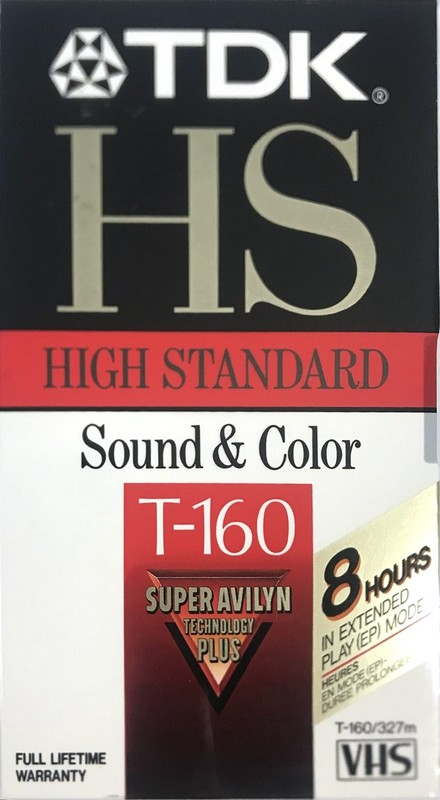 TDK®
HS
HIGH STANDARD
Sound & Color
T-160
SUPER AVILYN
TECHNOLOGY
PLUS
8 HOURS
IN EXTENDED
PLAY (EP) MODE
HEURES
EN MODE (EP)-
DURÉE PROLONGÉE
T-160/327m
VHS
FULL LIFETIME
WARRANTY